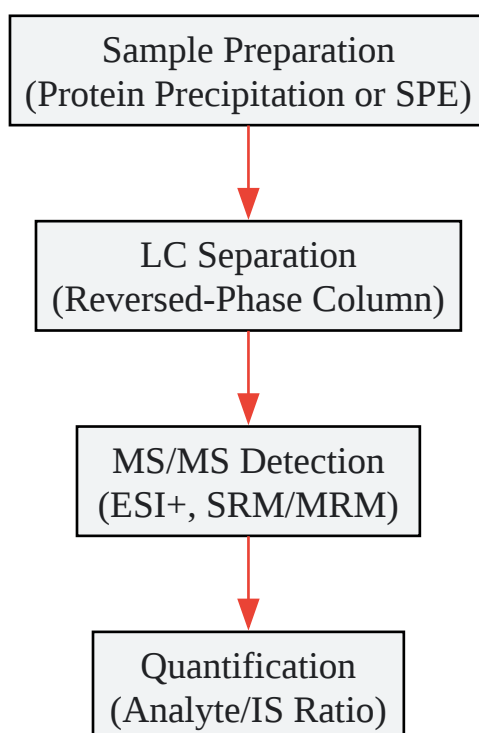 Sample Preparation
(Protein Precipitation or SPE)
LC Separation
(Reversed-Phase Column)
MS/MS Detection
(ESI+, SRM/MRM)
Quantification
(Analyte/IS Ratio)